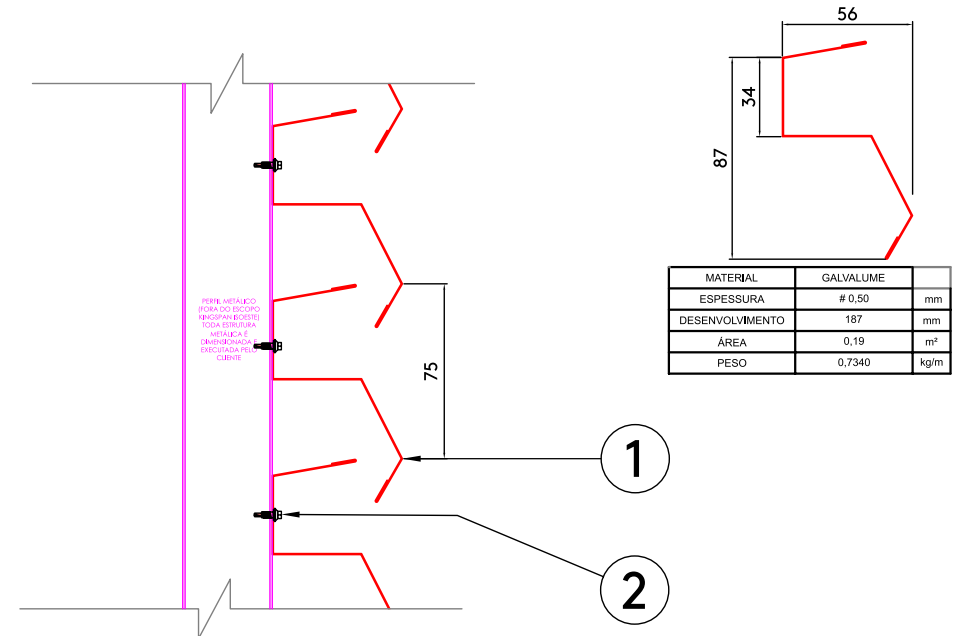 56
34
87
MATERIAL GALVALUME
ESPESSURA # 0,50 mm
DESENVOLVIMENTO 187 mm
ÁREA 0,19 m²
PESO 0,7340 kg/m
PERFIL METÁLICO
(FORA DO ESCOPO
KINGSPAN ISOESTE)
TODA ESTRUTURA
METÁLICA É
DIMENSIONADA E
EXECUTADA PELO
CLIENTE
75
1
2